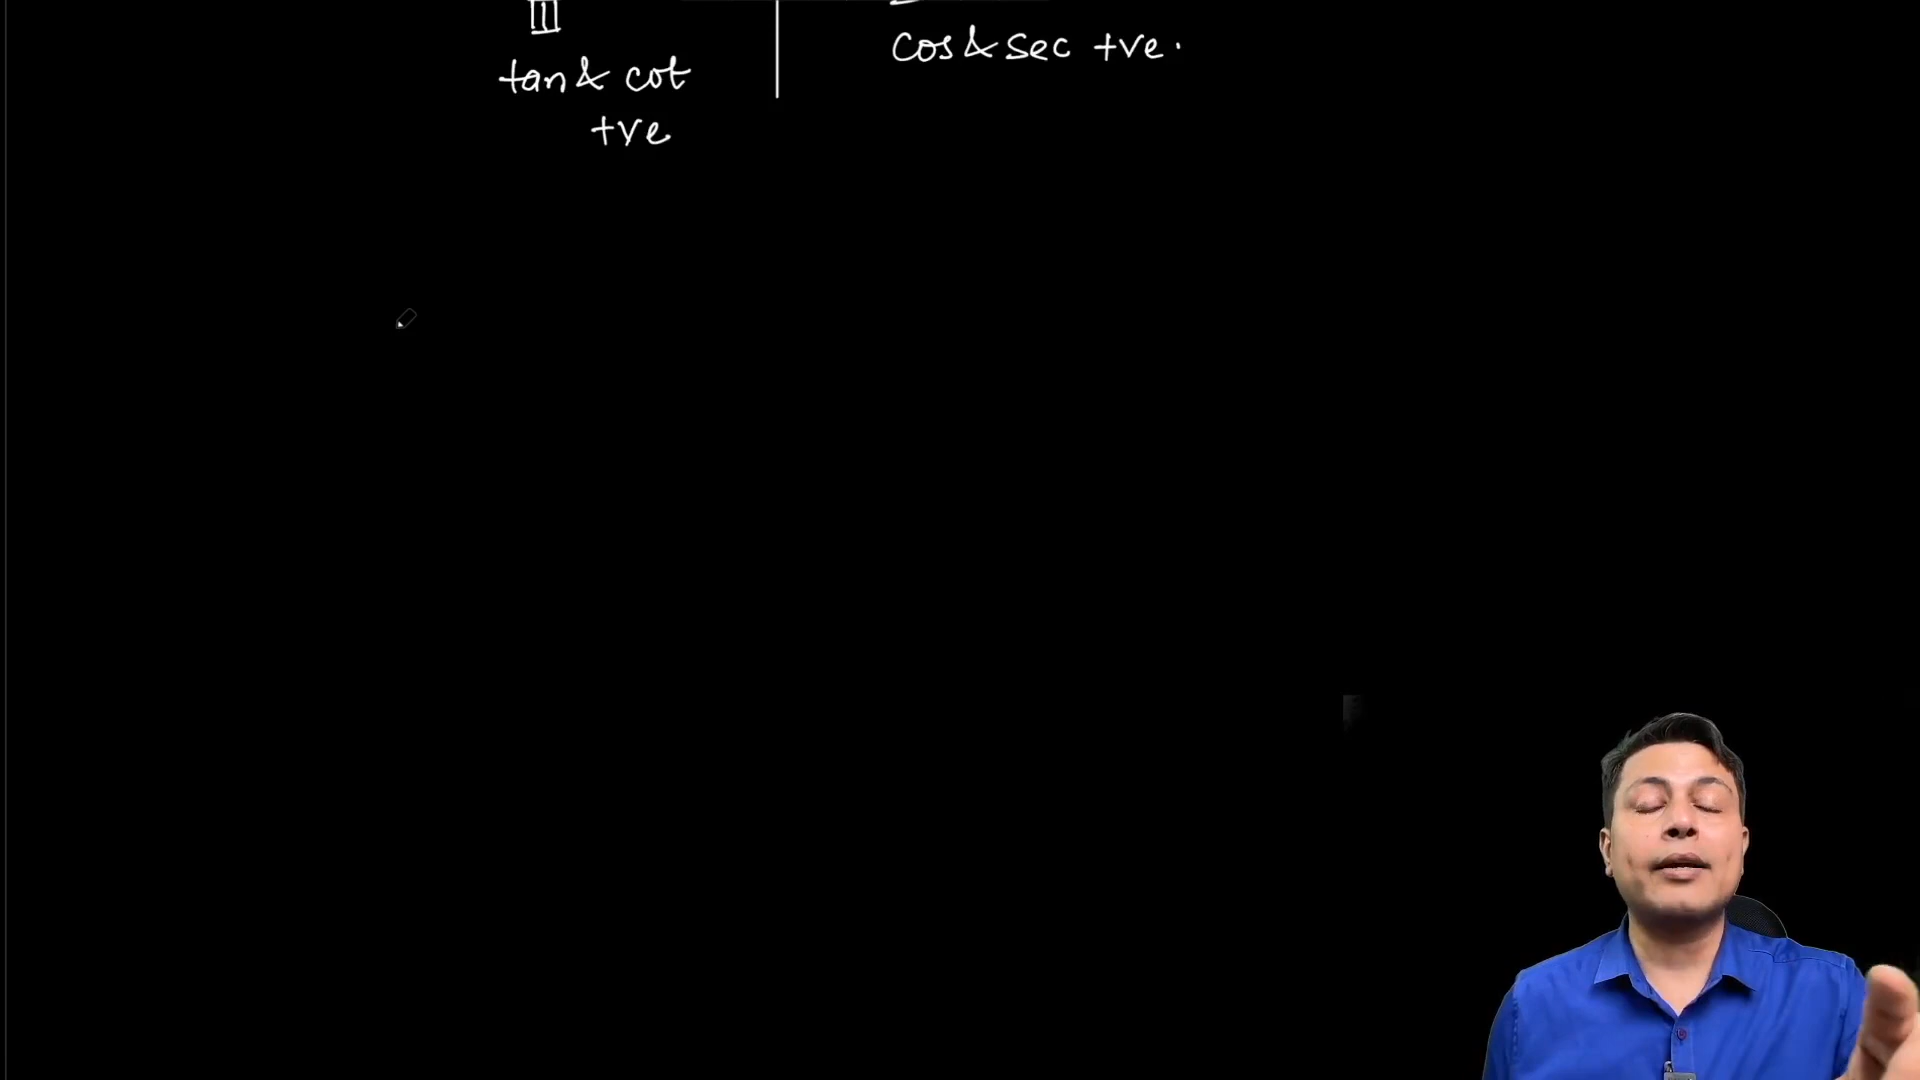 III
tan & cot
+ve
cos & sec +ve.